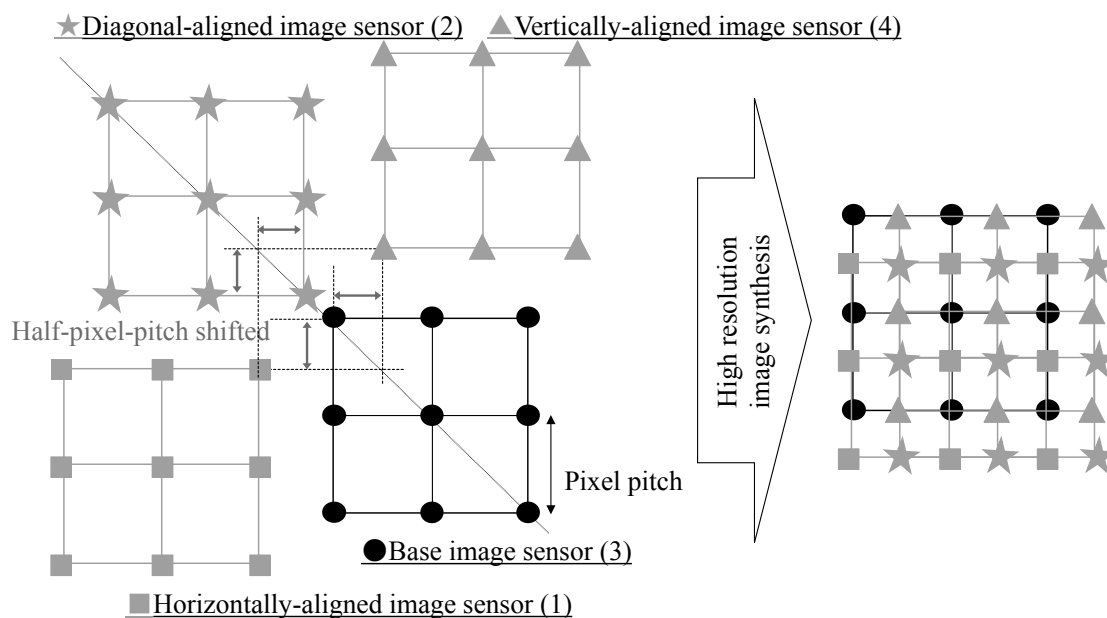 Diagonal-aligned image sensor (2)
Vertically-aligned image sensor (4)
Half-pixel-pitch shifted
High resolution
image synthesis
Pixel pitch
Base image sensor (3)
Horizontally-aligned image sensor (1)